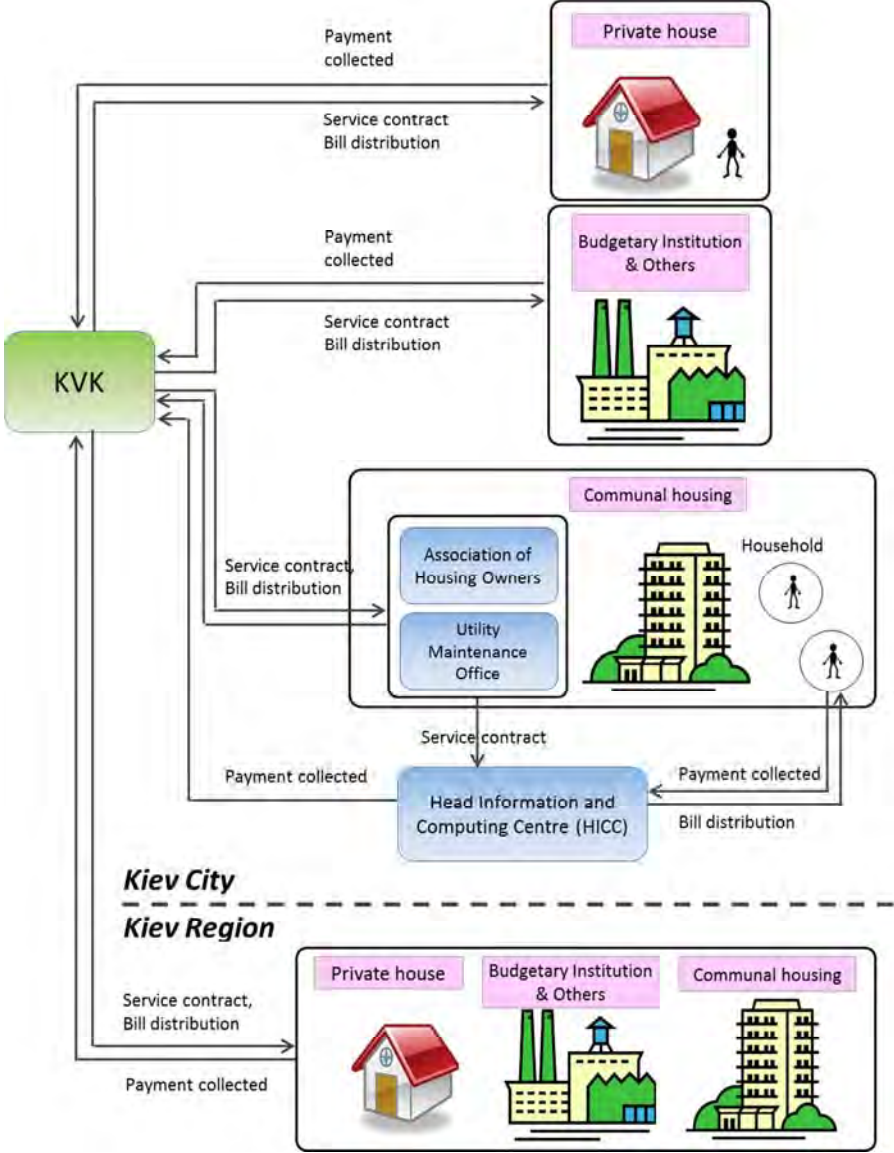 Private house
Payment
collected
Service contract
Bill distribution
Budgetary Institution
& Others
Payment
collected
Service contract
Bill distribution
KVK
Communal housing
Association of
Housing Owners
Household
Service contract,
Bill distribution
Utility
Maintenance
Office
Service contract
Payment collected
Payment collected
Head Information and
Computing Centre (HICC)
Bill distribution
Kiev City
Kiev Region
Private house
Budgetary Institution
& Others
Communal housing
Service contract,
Bill distribution
Payment collected